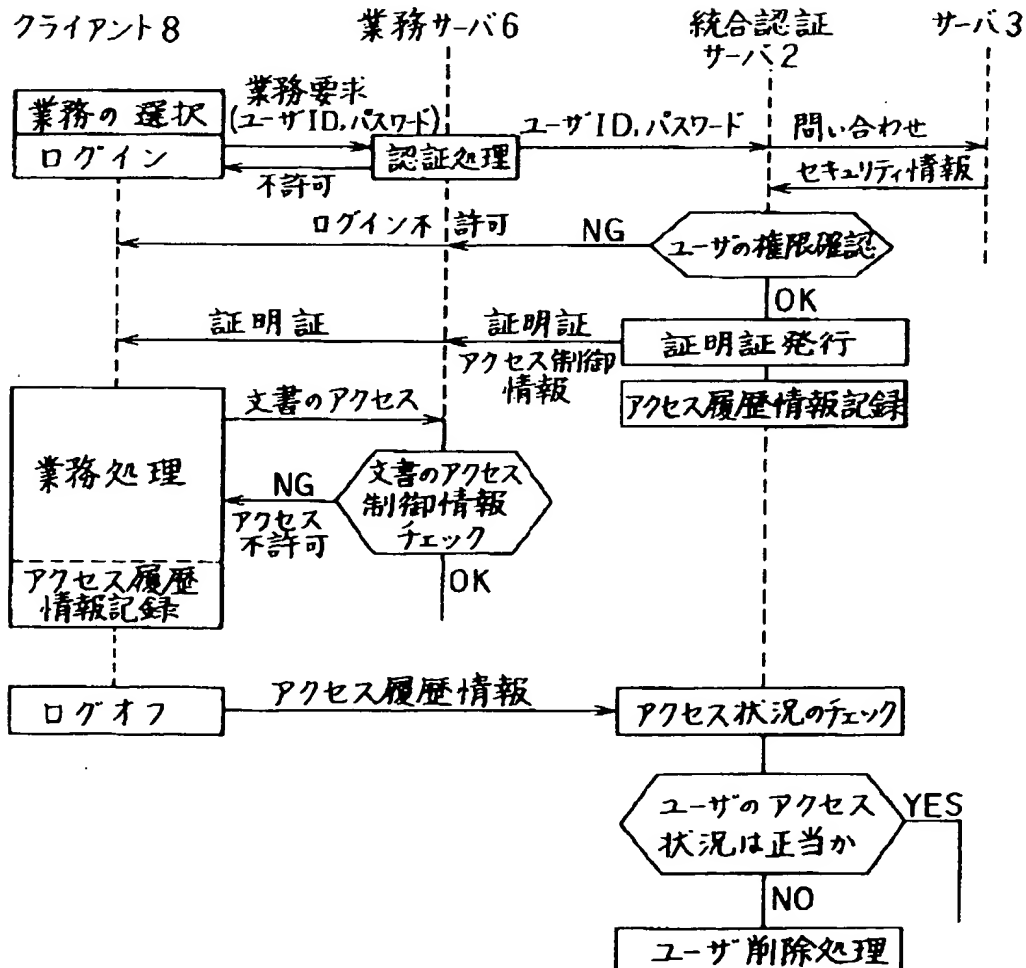 クライアント8
業務サーバ6
統合認証
サーバ2
サーバ3
業務の選択
ログイン
業務要求
(ユーザID,パスワード)
不許可
認証処理
ユーザID,パスワード
問い合わせ
セキュリティ情報
ログイン不許可
NG
ユーザの権限確認
OK
証明証
証明証
アクセス制御
情報
証明証発行
アクセス履歴情報記録
業務処理
アクセス履歴
情報記録
文書のアクセス
NG
アクセス
不許可
文書のアクセス
制御情報
チェック
OK
ログオフ
アクセス履歴情報
アクセス状況のチェック
ユーザのアクセス
状況は正当か
YES
NO
ユーザ削除処理